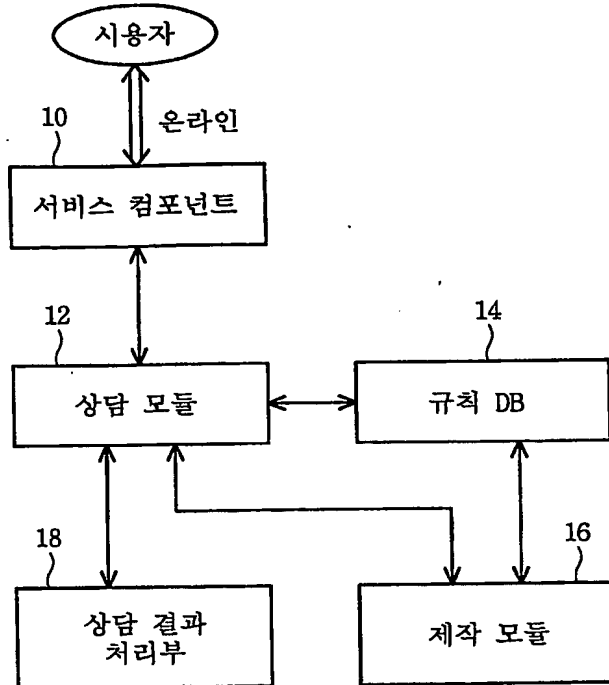 시용자
온라인
10
서비스 컴포넌트
12
상담 모듈
14
규칙 DB
18
상담 결과
처리부
16
제작 모듈